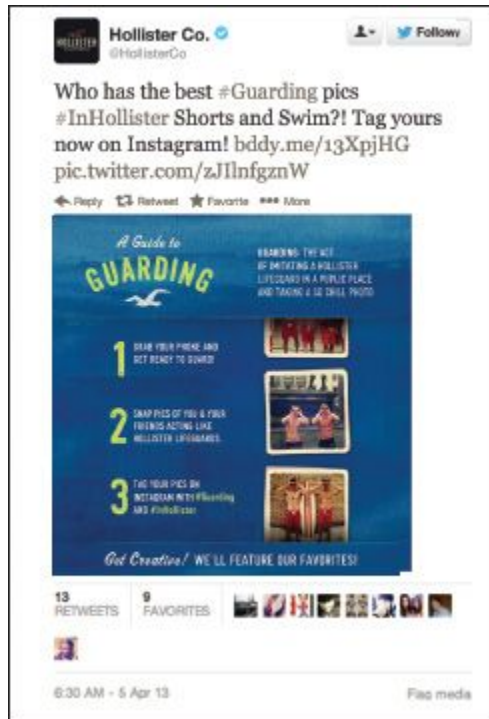 HOLLISTER
Hollister Co.
@HollisterCo
Follow
Who has the best #Guarding pics
#InHollister Shorts and Swim?! Tag yours
now on Instagram! bddy.me/13XpjHG
pic.twitter.com/zJIlnfgznW
Reply Retweet Favorite More
A Guide to
GUARDING
GUARDING: THE ACT
OF IMITATING A HOLLISTER
LIFEGUARD IN A PUBLIC PLACE
AND TAKING A SO CHILL PHOTO
1
GRAB YOUR PHONE AND
GET READY TO GUARD!
2
SNAP PICS OF YOU & YOUR
FRIENDS ACTING LIKE
HOLLISTER LIFEGUARDS.
3
TAG YOUR PICS ON
INSTAGRAM WITH #Guarding
AND #InHollister
Get Creative! WE'LL FEATURE OUR FAVORITES!
13 9
RETWEETS FAVORITES
6:30 AM - 5 Apr 13
Flag media